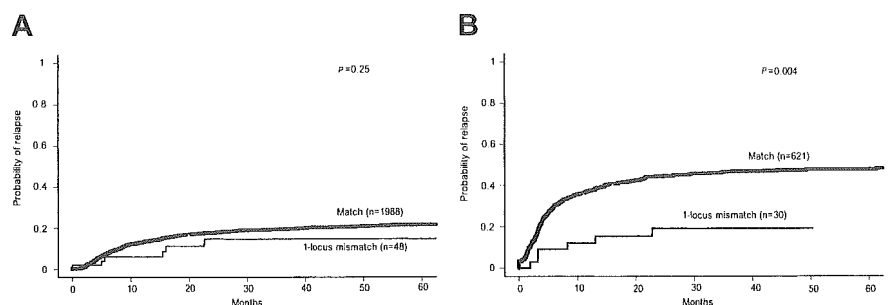 A
P=0.25
Probability of relapse
1
0.8
0.6
0.4
0.2
0
Match (n=1988)
1-locus mismatch (n=48)
0 10 20 30 40 50 60
Months
B
P=0.004
Probability of relapse
1
0.8
0.6
0.4
0.2
0
Match (n=621)
1-locus mismatch (n=30)
0 10 20 30 40 50 60
Months